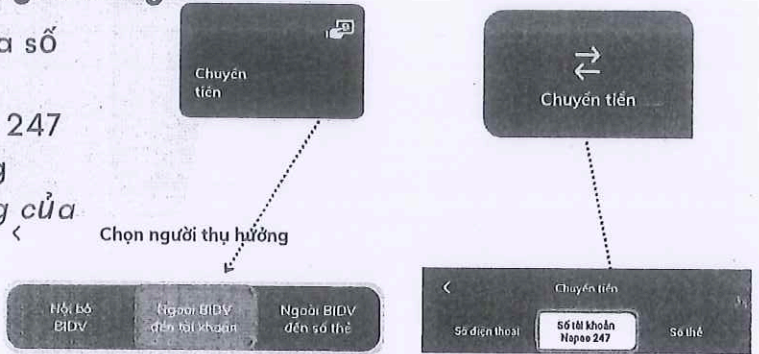 a số
247
g
g của
Chuyển
tiền
Chuyển tiền
<
Chọn người thụ hưởng
Nội bộ
BIDV
Ngoài BIDV
đến tài khoản
Ngoài BIDV
đến số thẻ
<
Chuyển tiền
Số điện thoại
Số tài khoản
Napas 247
Số thẻ